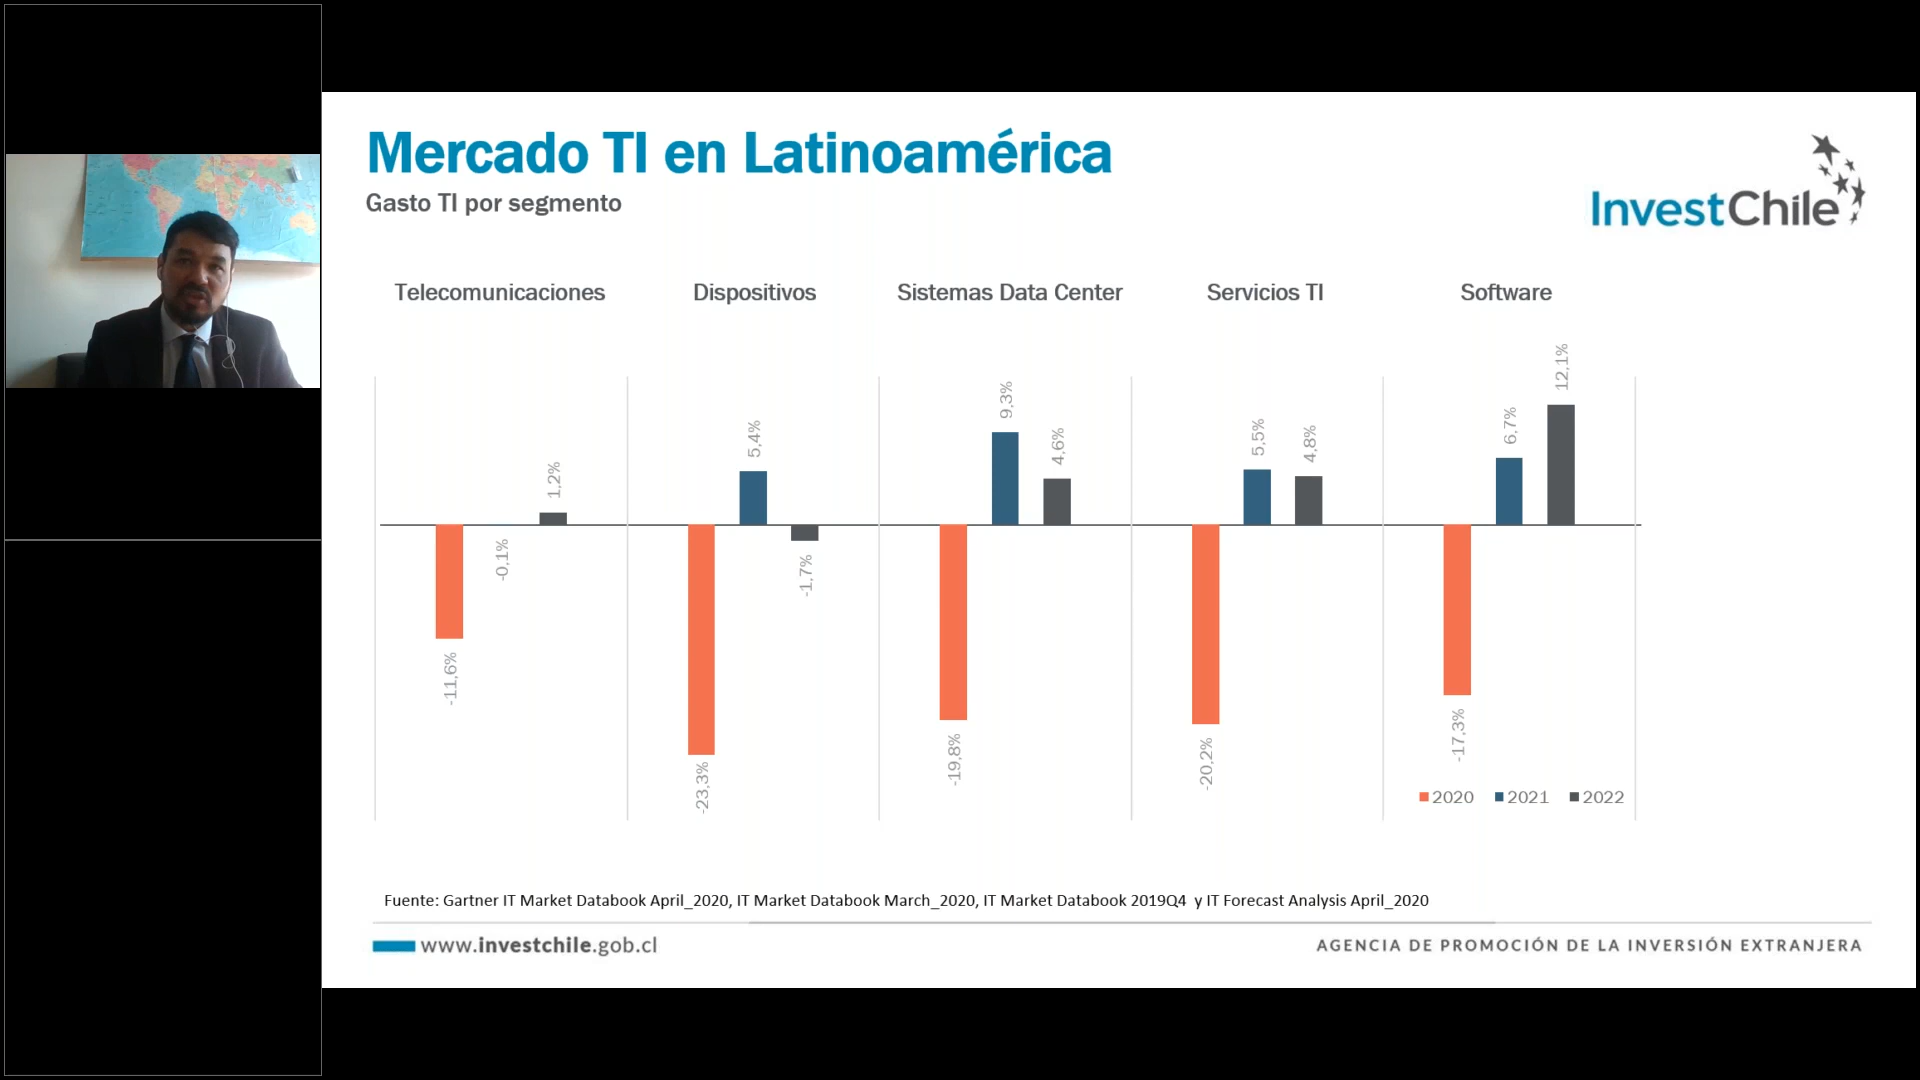 Mercado TI en Latinoamérica
Gasto TI por segmento
InvestChile
Telecomunicaciones
Dispositivos
Sistemas Data Center
Servicios TI
Software
-11,6%
-0,1%
1,2%
-23,3%
5,4%
-1,7%
-19,8%
9,3%
4,6%
-20,2%
5,5%
4,8%
-17,3%
6,7%
12,1%
2020 2021 2022
Fuente: Gartner IT Market Databook April_2020, IT Market Databook March_2020, IT Market Databook 2019Q4 y IT Forecast Analysis April_2020
www.investchile.gob.cl
AGENCIA DE PROMOCIÓN DE LA INVERSIÓN EXTRANJERA